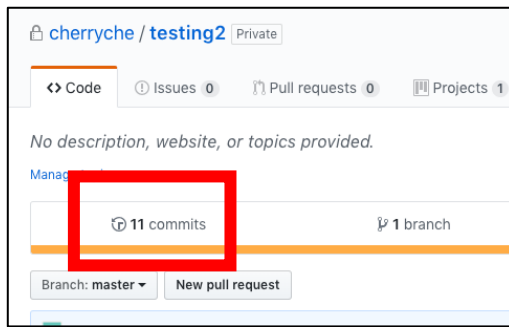 cherryche / testing2 Private
Code Issues 0 Pull requests 0 Projects 1
No description, website, or topics provided.
11 commits 1 branch
Branch: master New pull request